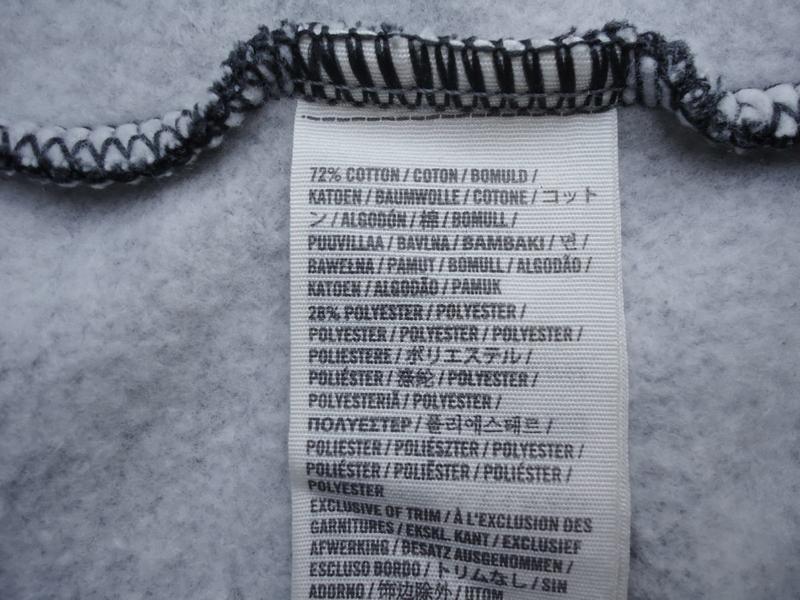 72% COTTON / COTON / BOMULD /
KATOEN / BAUMWOLLE / COTONE / コット
ン / ALGODÓN / 棉 / BOMULL /
PUUVILLAA / BAVLNA / BAMBAKI / 면 /
BAWEŁNA / PAMUT / BOMULL / ALGODÃO /
KATOEN / ALGODÃO / PAMUK
28% POLYESTER / POLYESTER /
POLYESTER / POLYESTER / POLYESTER /
POLIESTERE / ポリエステル /
POLIÉSTER / 涤纶 / POLYESTER /
POLYESTERIÄ / POLYESTER /
ΠΟΛΥΕΣΤΕΡ / 폴리에스테르 /
POLIESTER / POLIÉSZTER / POLYESTER /
POLIÉSTER / POLIËSTER / POLIÉSTER /
POLYESTER
EXCLUSIVE OF TRIM / À L'EXCLUSION DES
GARNITURES / EKSKL. KANT / EXCLUSIEF
AFWERKING / BESATZ AUSGENOMMEN /
ESCLUSO BORDO / トリムなし / SIN
ADORNO / 饰边除外 / UTOM